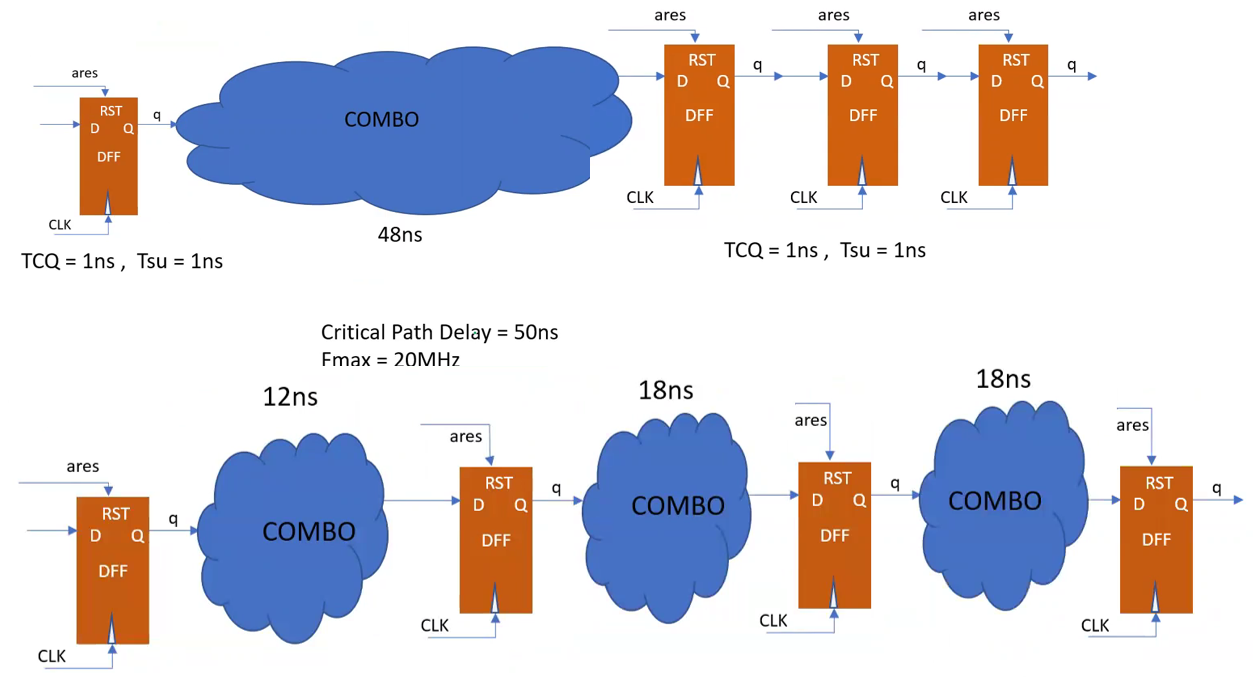 ares
ares
ares
ares
RST
D Q
DFF
CLK
q
COMBO
48ns
RST
D Q
DFF
CLK
q
RST
D Q
DFF
CLK
q
RST
D Q
DFF
CLK
q
TCQ = 1ns , Tsu = 1ns
TCQ = 1ns , Tsu = 1ns
Critical Path Delay = 50ns
Fmax = 20MHz
12ns
18ns
18ns
ares
RST
D Q
DFF
CLK
q
COMBO
ares
RST
D Q
DFF
CLK
q
COMBO
ares
RST
D Q
DFF
CLK
q
COMBO
ares
RST
D Q
DFF
CLK
q